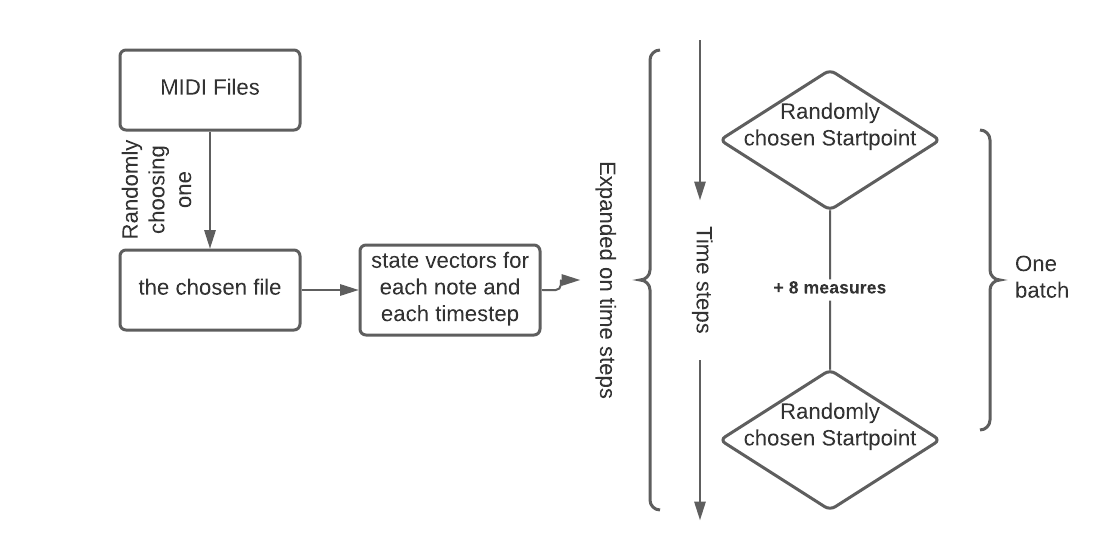 MIDI Files
Randomly
choosing
one
the chosen file
state vectors for
each note and
each timestep
Expanded on time steps
Time steps
Randomly
chosen Startpoint
+ 8 measures
Randomly
chosen Startpoint
One
batch